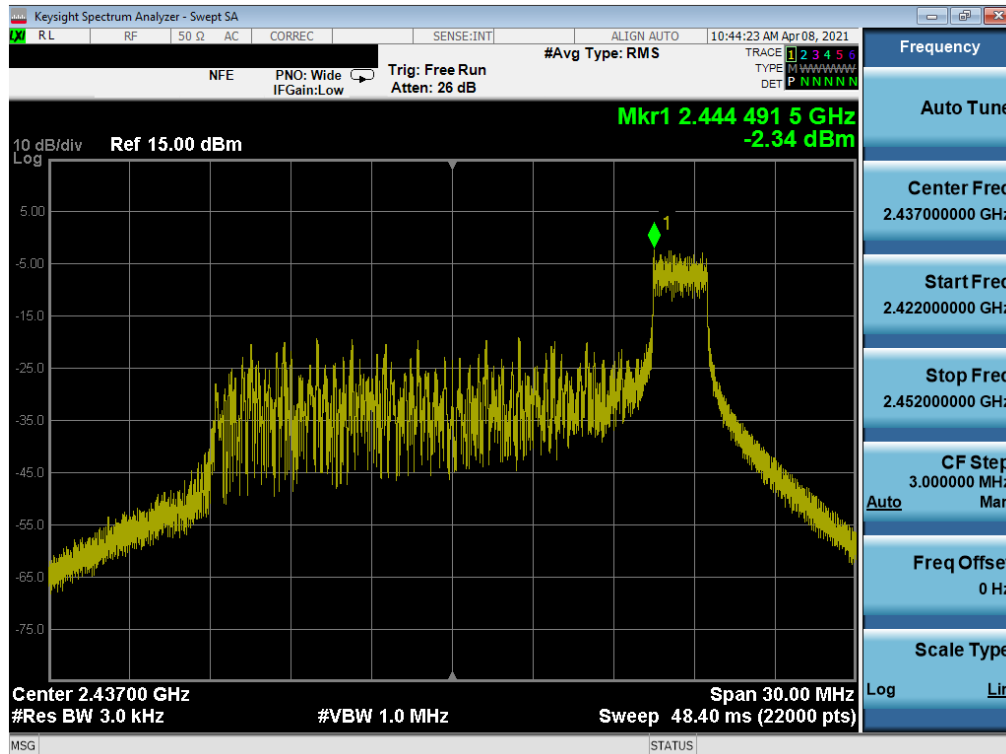 Keysight Spectrum Analyzer - Swept SA
LXI RL RF 50 Ω AC CORREC SENSE:INT ALIGN AUTO 10:44:23 AM Apr 08, 2021
NFE PNO: Wide Trig: Free Run #Avg Type: RMS TRACE 1 2 3 4 5 6
IFGain:Low Atten: 26 dB TYPE M WWWWW
DET P N N N N N
Mkr1 2.444 491 5 GHz
-2.34 dBm
10 dB/div Ref 15.00 dBm
Log
1
5.00
-5.00
-15.0
-25.0
-35.0
-45.0
-55.0
-65.0
-75.0
Center 2.43700 GHz Span 30.00 MHz
#Res BW 3.0 kHz #VBW 1.0 MHz Sweep 48.40 ms (22000 pts)
MSG STATUS
Frequency
Auto Tune
Center Freq
2.437000000 GHz
Start Freq
2.422000000 GHz
Stop Freq
2.452000000 GHz
CF Step
3.000000 MHz
Auto Man
Freq Offset
0 Hz
Scale Type
Log Lin